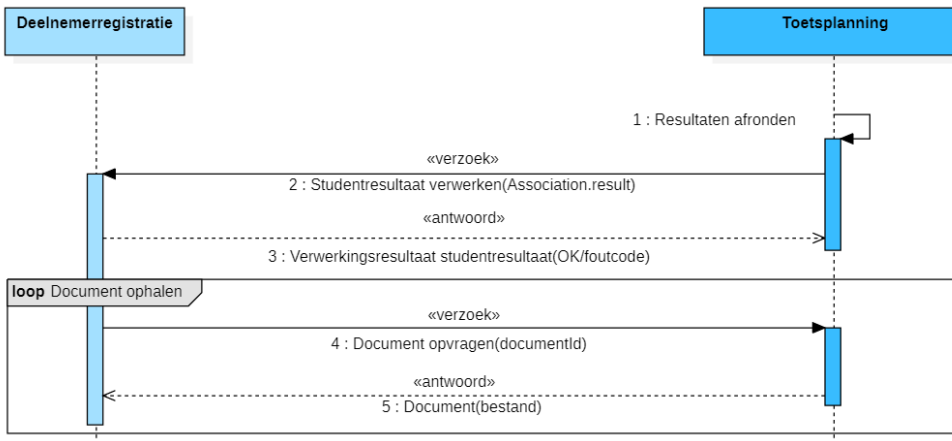 Deelnemerregistratie
Toetsplanning
1 : Resultaten afronden
«verzoek»
2 : Studentresultaat verwerken(Association.result)
«antwoord»
3 : Verwerkingsresultaat studentresultaat(OK/foutcode)
loop Document ophalen
«verzoek»
4 : Document opvragen(documentId)
«antwoord»
5 : Document(bestand)